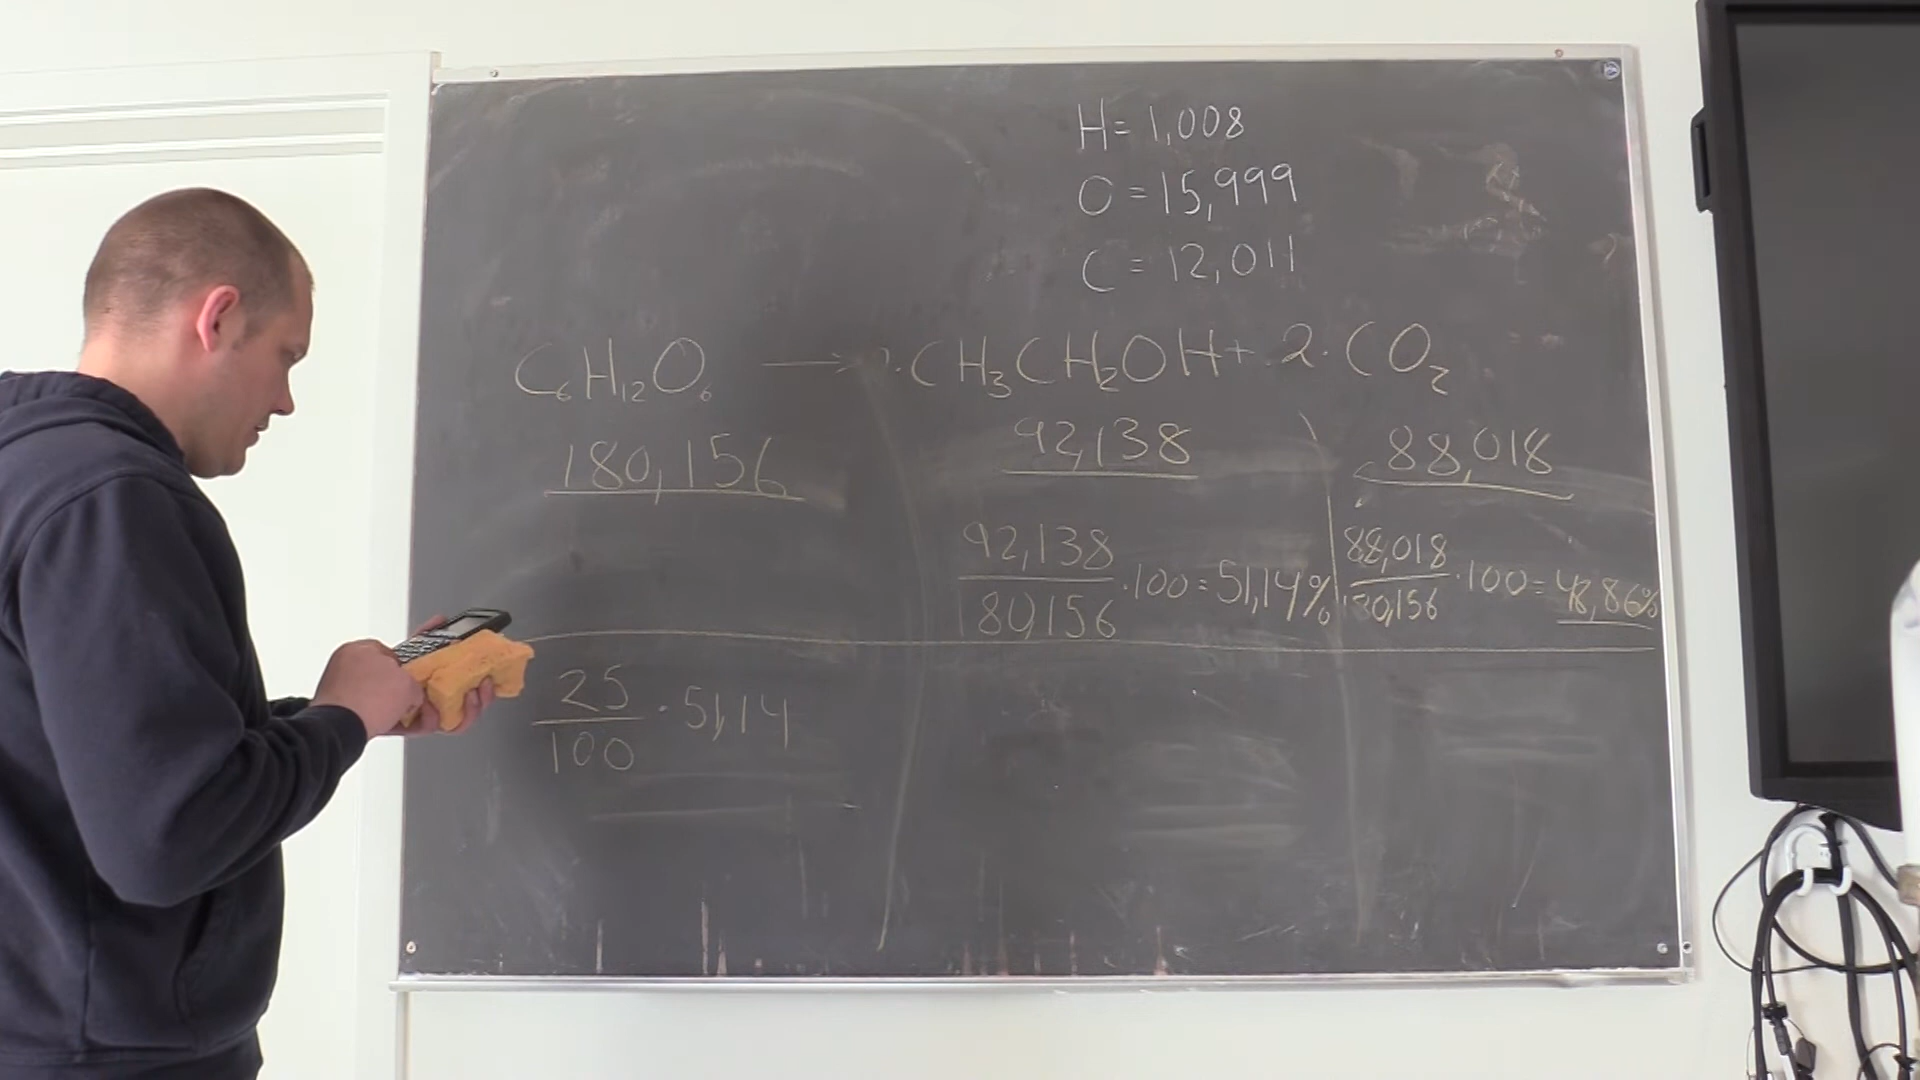 H = 1,008
O = 15,999
C = 12,011
C₆H₁₂O₆ → 2·CH₃CH₂OH + 2·CO₂
180,156
92,138
88,018
92,138/180,156 · 100 = 51,14%
88,018/180,156 · 100 = 48,86%
25/100 · 51,14